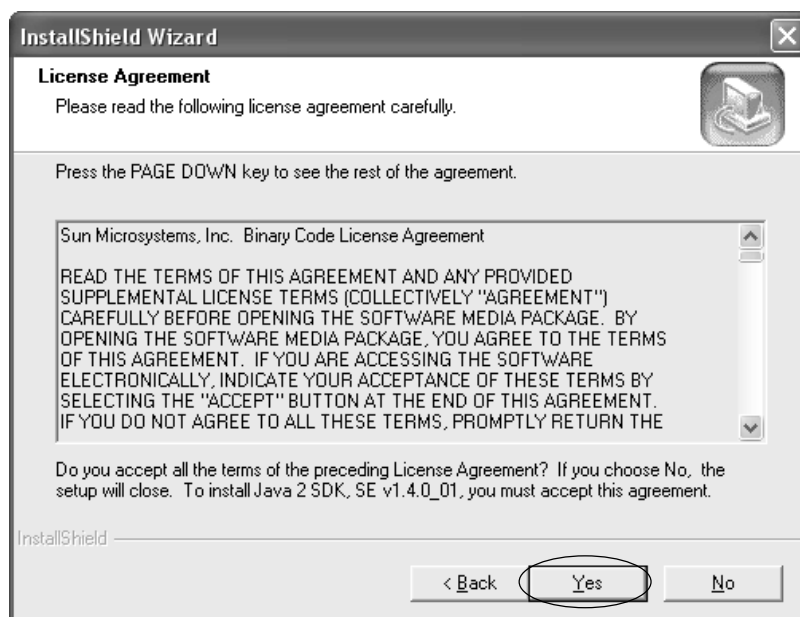 InstallShield Wizard
License Agreement
Please read the following license agreement carefully.
Press the PAGE DOWN key to see the rest of the agreement.
Sun Microsystems, Inc. Binary Code License Agreement
READ THE TERMS OF THIS AGREEMENT AND ANY PROVIDED
SUPPLEMENTAL LICENSE TERMS (COLLECTIVELY "AGREEMENT")
CAREFULLY BEFORE OPENING THE SOFTWARE MEDIA PACKAGE. BY
OPENING THE SOFTWARE MEDIA PACKAGE, YOU AGREE TO THE TERMS
OF THIS AGREEMENT. IF YOU ARE ACCESSING THE SOFTWARE
ELECTRONICALLY, INDICATE YOUR ACCEPTANCE OF THESE TERMS BY
SELECTING THE "ACCEPT" BUTTON AT THE END OF THIS AGREEMENT.
IF YOU DO NOT AGREE TO ALL THESE TERMS, PROMPTLY RETURN THE
Do you accept all the terms of the preceding License Agreement? If you choose No, the
setup will close. To install Java 2 SDK, SE v1.4.0_01, you must accept this agreement.
InstallShield
< Back Yes No